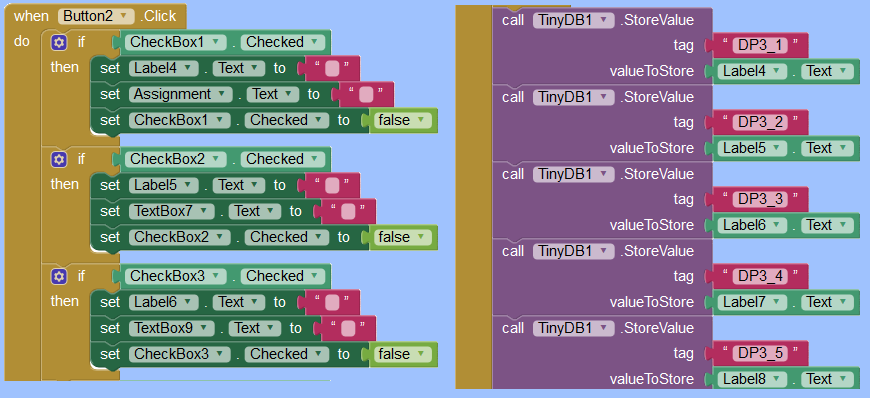 when Button2 .Click
do if CheckBox1 . Checked
then set Label4 . Text to “ ”
set Assignment . Text to “ ”
set CheckBox1 . Checked to false
if CheckBox2 . Checked
then set Label5 . Text to “ ”
set TextBox7 . Text to “ ”
set CheckBox2 . Checked to false
if CheckBox3 . Checked
then set Label6 . Text to “ ”
set TextBox9 . Text to “ ”
set CheckBox3 . Checked to false
call TinyDB1 .StoreValue
tag “ DP3_1 ”
valueToStore Label4 . Text
call TinyDB1 .StoreValue
tag “ DP3_2 ”
valueToStore Label5 . Text
call TinyDB1 .StoreValue
tag “ DP3_3 ”
valueToStore Label6 . Text
call TinyDB1 .StoreValue
tag “ DP3_4 ”
valueToStore Label7 . Text
call TinyDB1 .StoreValue
tag “ DP3_5 ”
valueToStore Label8 . Text